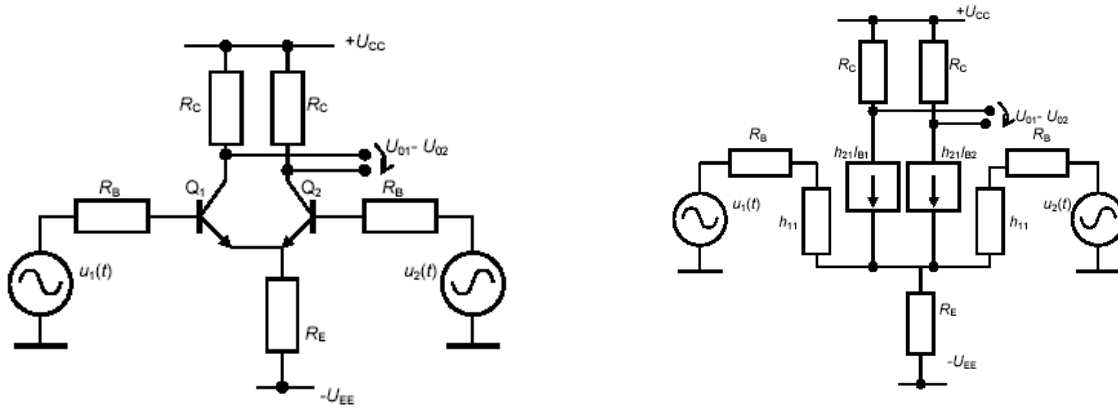 +U_CC
R_C R_C
U_01- U_02
R_B Q_1 Q_2 R_B
u_1(t) u_2(t)
R_E
-U_EE
+U_CC
R_C R_C
U_01- U_02
R_B R_B
h_21I_B1 h_21I_B2
u_1(t) u_2(t)
h_11 h_11
R_E
-U_EE